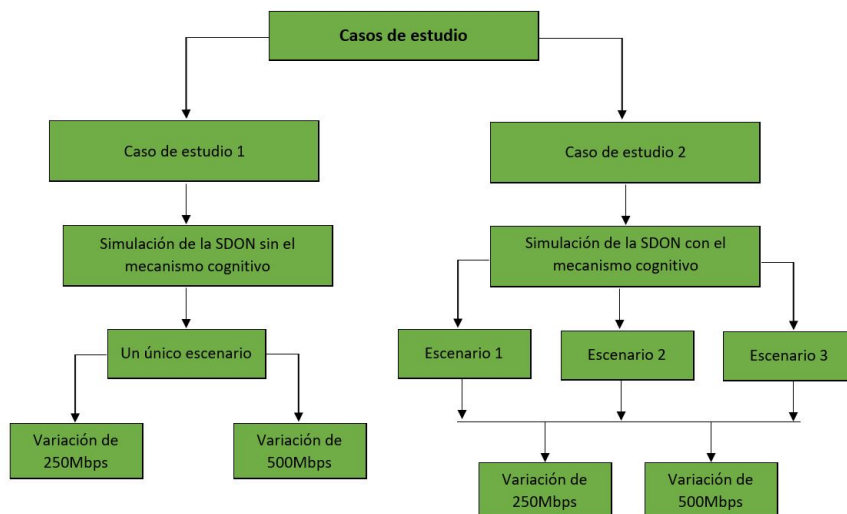 Casos de estudio
Caso de estudio 1
Caso de estudio 2
Simulación de la SDON sin el
mecanismo cognitivo
Simulación de la SDON con el
mecanismo cognitivo
Un único escenario
Escenario 1
Escenario 2
Escenario 3
Variación de
250Mbps
Variación de
500Mbps
Variación de
250Mbps
Variación de
500Mbps